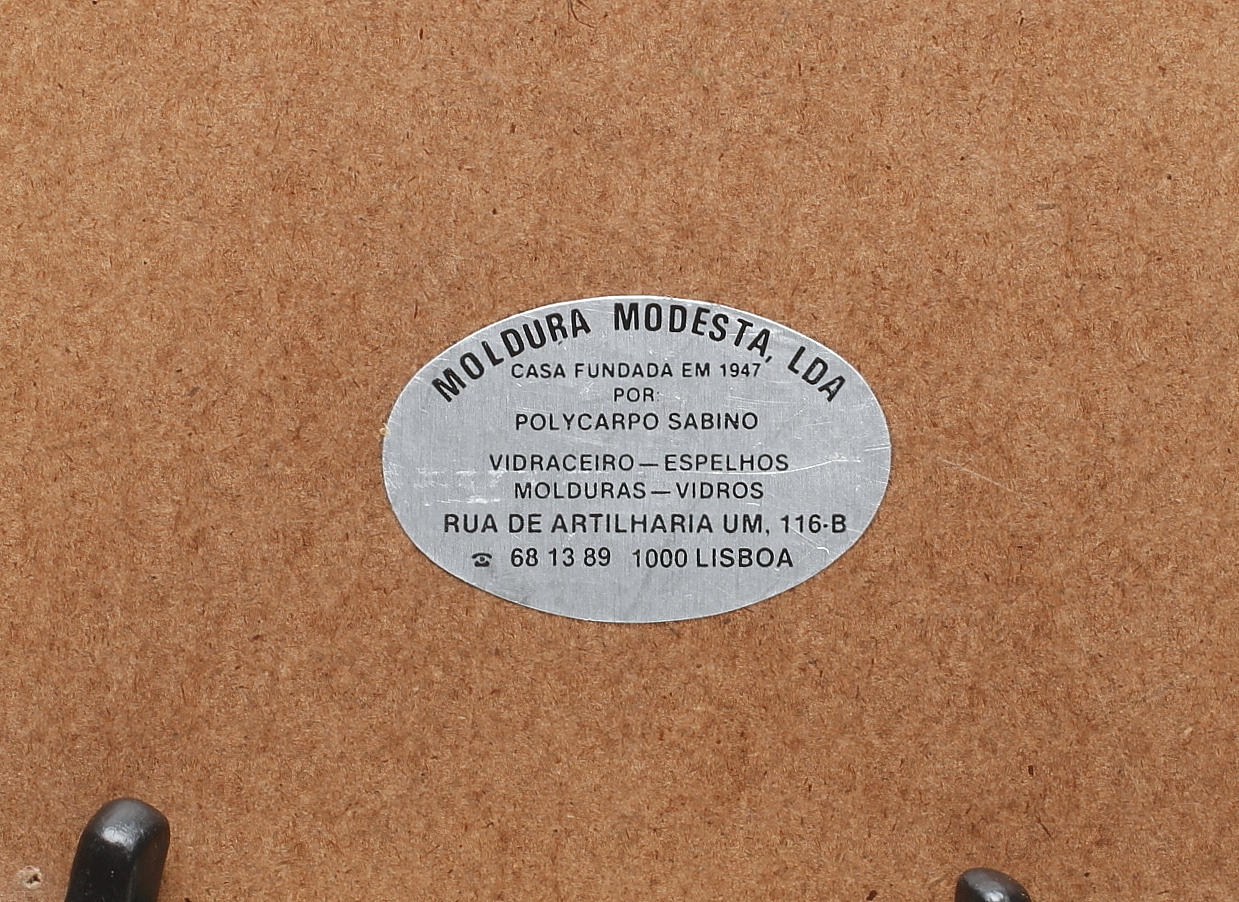 MOLDURA MODESTA, LDA
CASA FUNDADA EM 1947
POR:
POLYCARPO SABINO
VIDRACEIRO — ESPELHOS
MOLDURAS — VIDROS
RUA DE ARTILHARIA UM, 116-B
☎ 68 13 89 1000 LISBOA